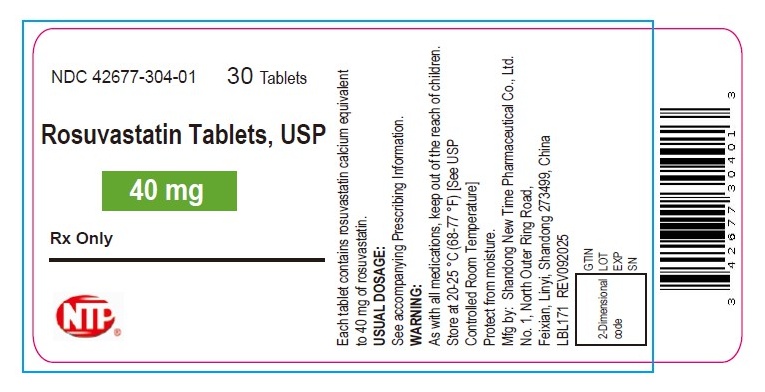 NDC 42677-304-01 30 Tablets
Rosuvastatin Tablets, USP
40 mg
Rx Only
NTP®
Each tablet contains rosuvastatin calcium equivalent
to 40 mg of rosuvastatin.
USUAL DOSAGE:
See accompanying Prescribing Information.
WARNING:
As with all medications, keep out of the reach of children.
Store at 20-25 °C (68-77 °F) [See USP
Controlled Room Temperature]
Protect from moisture.
Mfg by: Shandong New Time Pharmaceutical Co., Ltd.
No. 1, North Outer Ring Road,
Feixian, Linyi, Shandong 273499, China
LBL171 REV092025
2-Dimensional
code
GTIN
LOT
EXP
SN
3 42677 30401 3